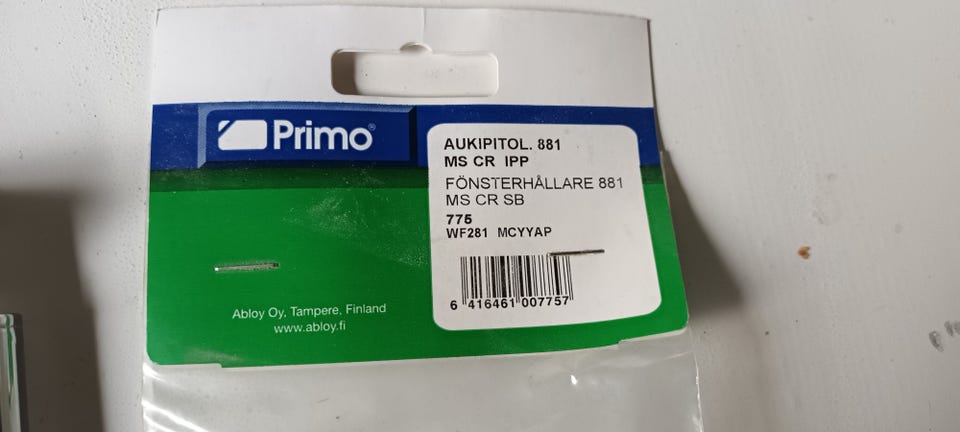 Primo®
AUKIPITOL. 881
MS CR IPP
FÖNSTERHÅLLARE 881
MS CR SB
775
WF281 MCYYAP
6 416461 007757
Abloy Oy, Tampere, Finland
www.abloy.fi